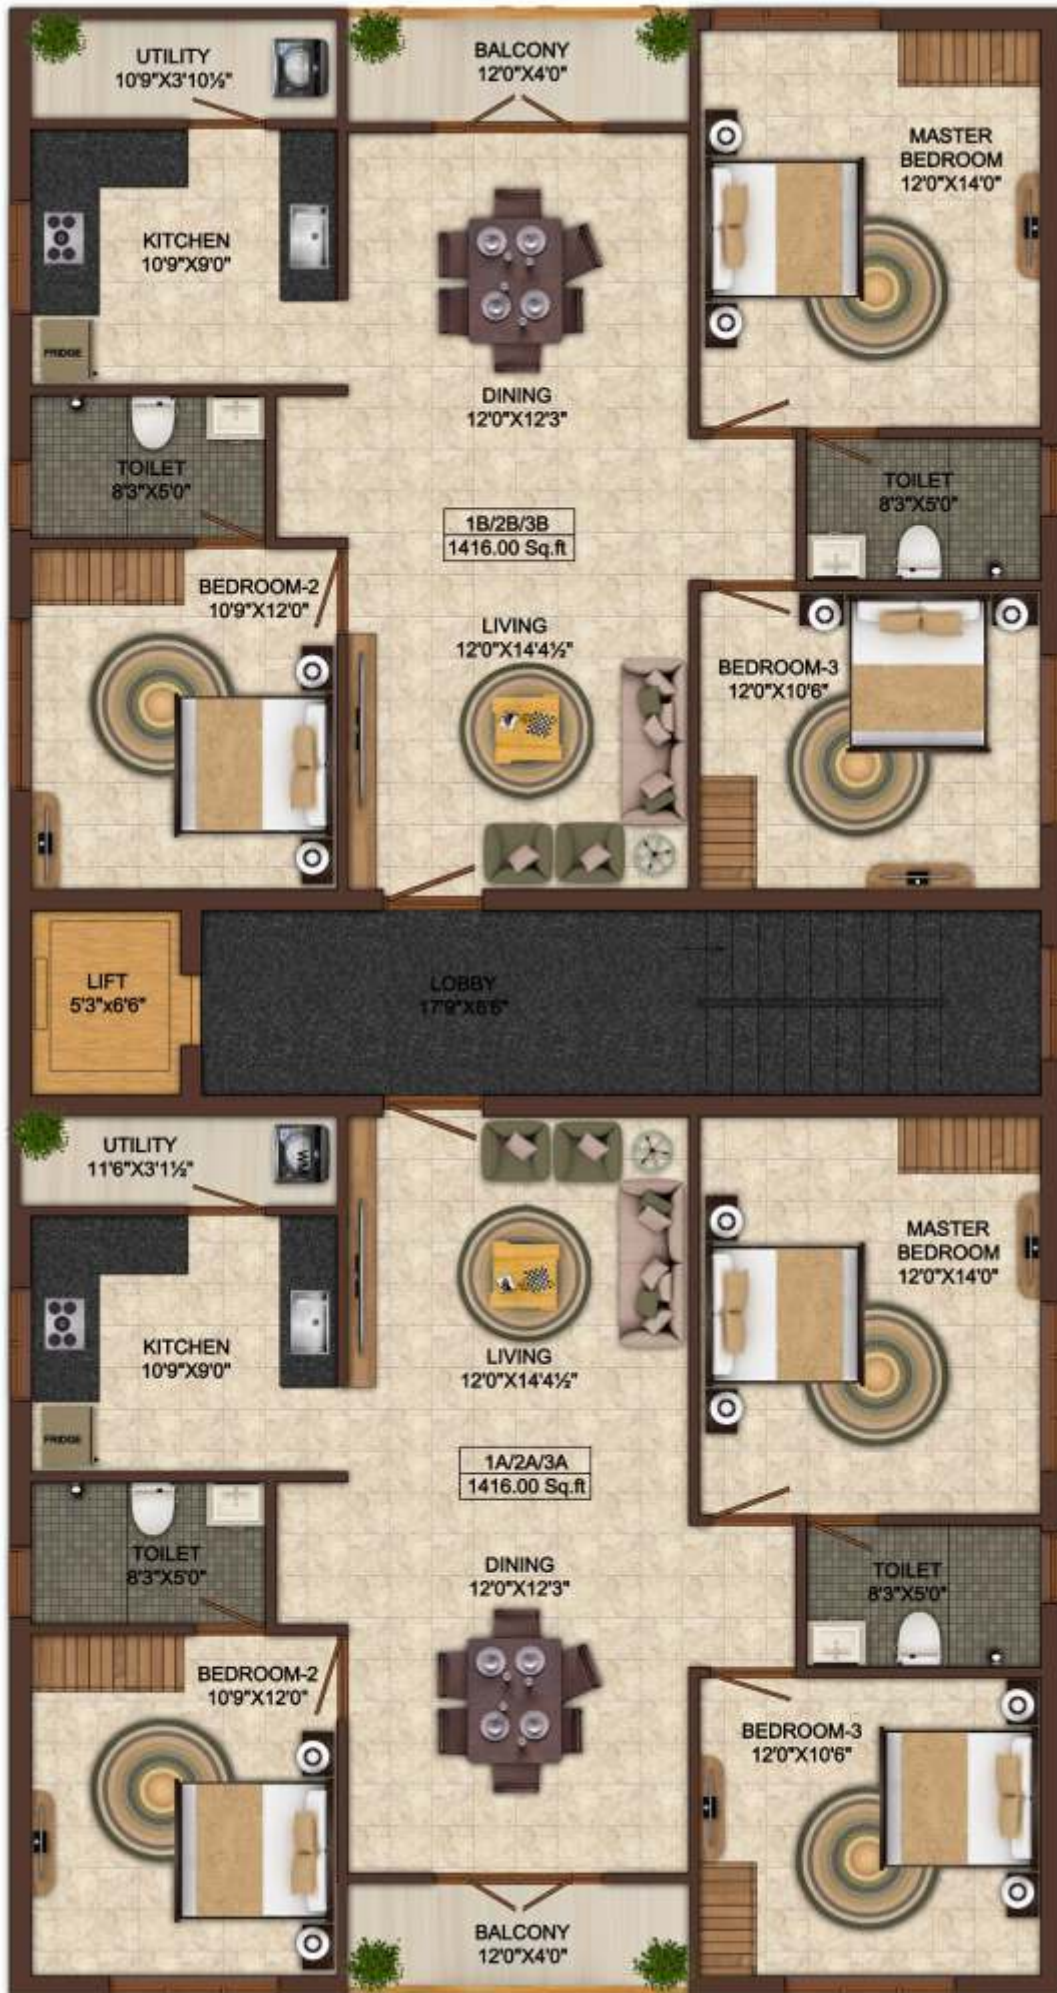 UTILITY
10'9"X3'10½"
BALCONY
12'0"X4'0"
MASTER
BEDROOM
12'0"X14'0"
KITCHEN
10'9"X9'0"
FRIDGE
DINING
12'0"X12'3"
TOILET
8'3"X5'0"
TOILET
8'3"X5'0"
1B/2B/3B
1416.00 Sq.ft
BEDROOM-2
10'9"X12'0"
LIVING
12'0"X14'4½"
BEDROOM-3
12'0"X10'6"
LIFT
5'3"x6'6"
LOBBY
17'9"X6'6"
UTILITY
11'6"X3'1½"
WM
MASTER
BEDROOM
12'0"X14'0"
KITCHEN
10'9"X9'0"
LIVING
12'0"X14'4½"
FRIDGE
1A/2A/3A
1416.00 Sq.ft
TOILET
8'3"X5'0"
DINING
12'0"X12'3"
TOILET
8'3"X5'0"
BEDROOM-2
10'9"X12'0"
BEDROOM-3
12'0"X10'6"
BALCONY
12'0"X4'0"